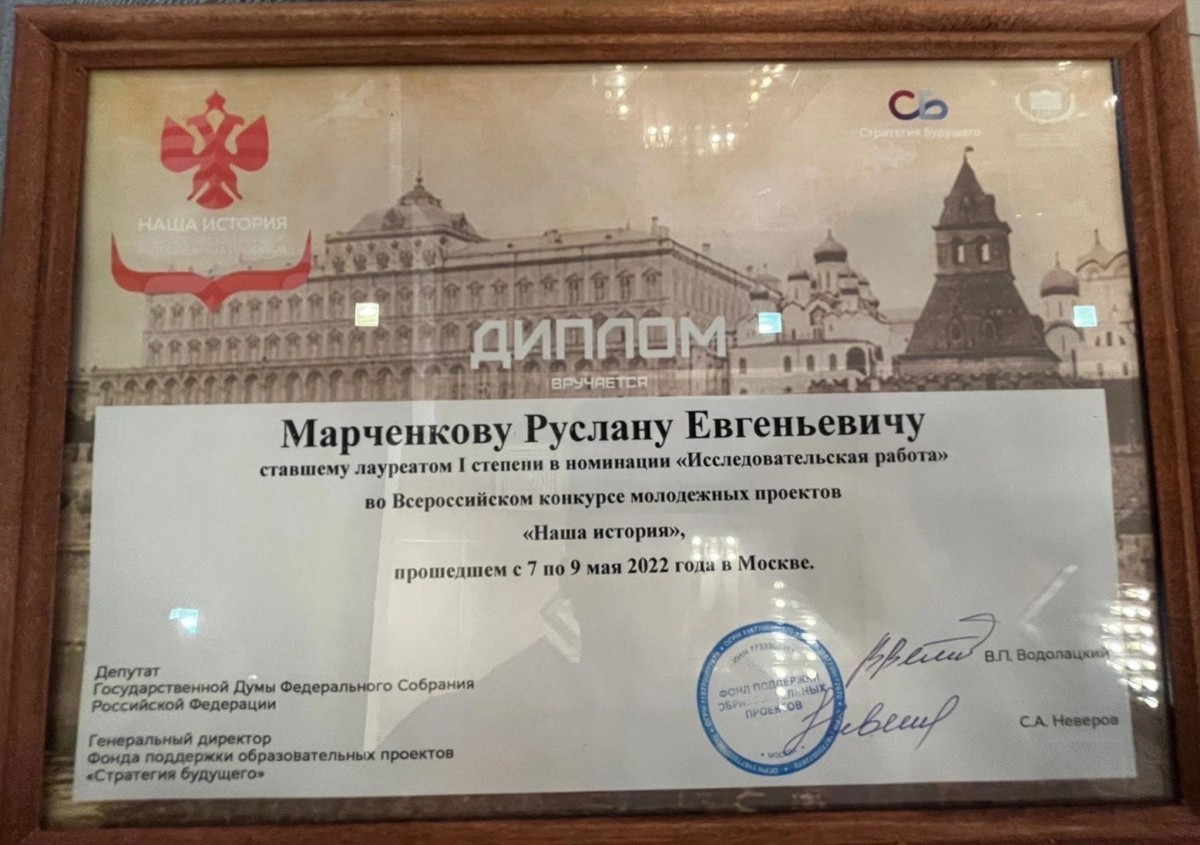 СБ
Стратегия Будущего
НАША ИСТОРИЯ
ДИПЛОМ
ВРУЧАЕТСЯ
Марченкову Руслану Евгеньевичу
ставшему лауреатом I степени в номинации «Исследовательская работа»
во Всероссийском конкурсе молодежных проектов
«Наша история»,
прошедшем с 7 по 9 мая 2022 года в Москве.
Депутат
Государственной Думы Федерального Собрания
Российской Федерации
В.П. Водолацкий
Генеральный директор
Фонда поддержки образовательных проектов
«Стратегия будущего»
С.А. Неверов
ФОНД ПОДДЕРЖКИ
ПРОЕКТОВ
МОСКВА